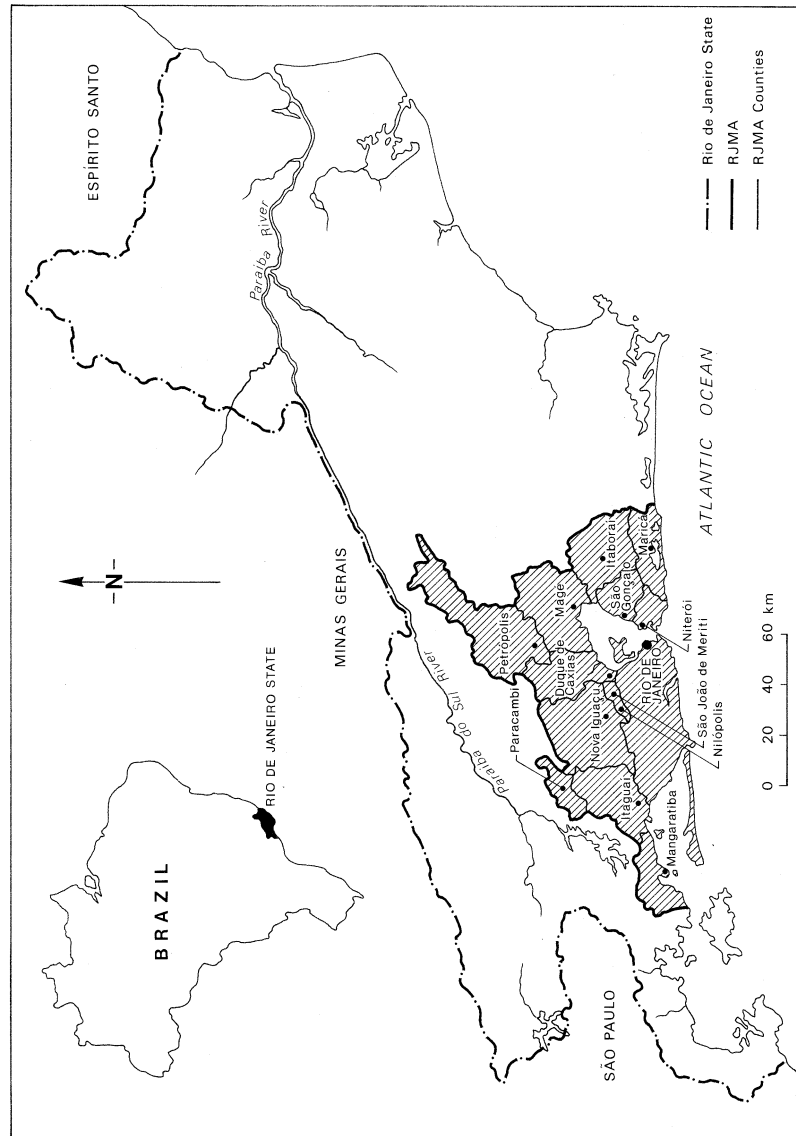 BRAZIL
RIO DE JANEIRO STATE
–N–
ESPÍRITO SANTO
MINAS GERAIS
SÃO PAULO
Paraiba River
Paraiba do Sul River
Paracambi
Petrópolis
Duque de
Caxias
Magé
Itaboraí
São
Gonçalo
Maricá
Nova Iguaçu
Itaguaí
Mangaratiba
RIO DE
JANEIRO
Niterói
São João de Meriti
Nilópolis
ATLANTIC OCEAN
0 20 40 60 km
Rio de Janeiro State
RJMA
RJMA Counties